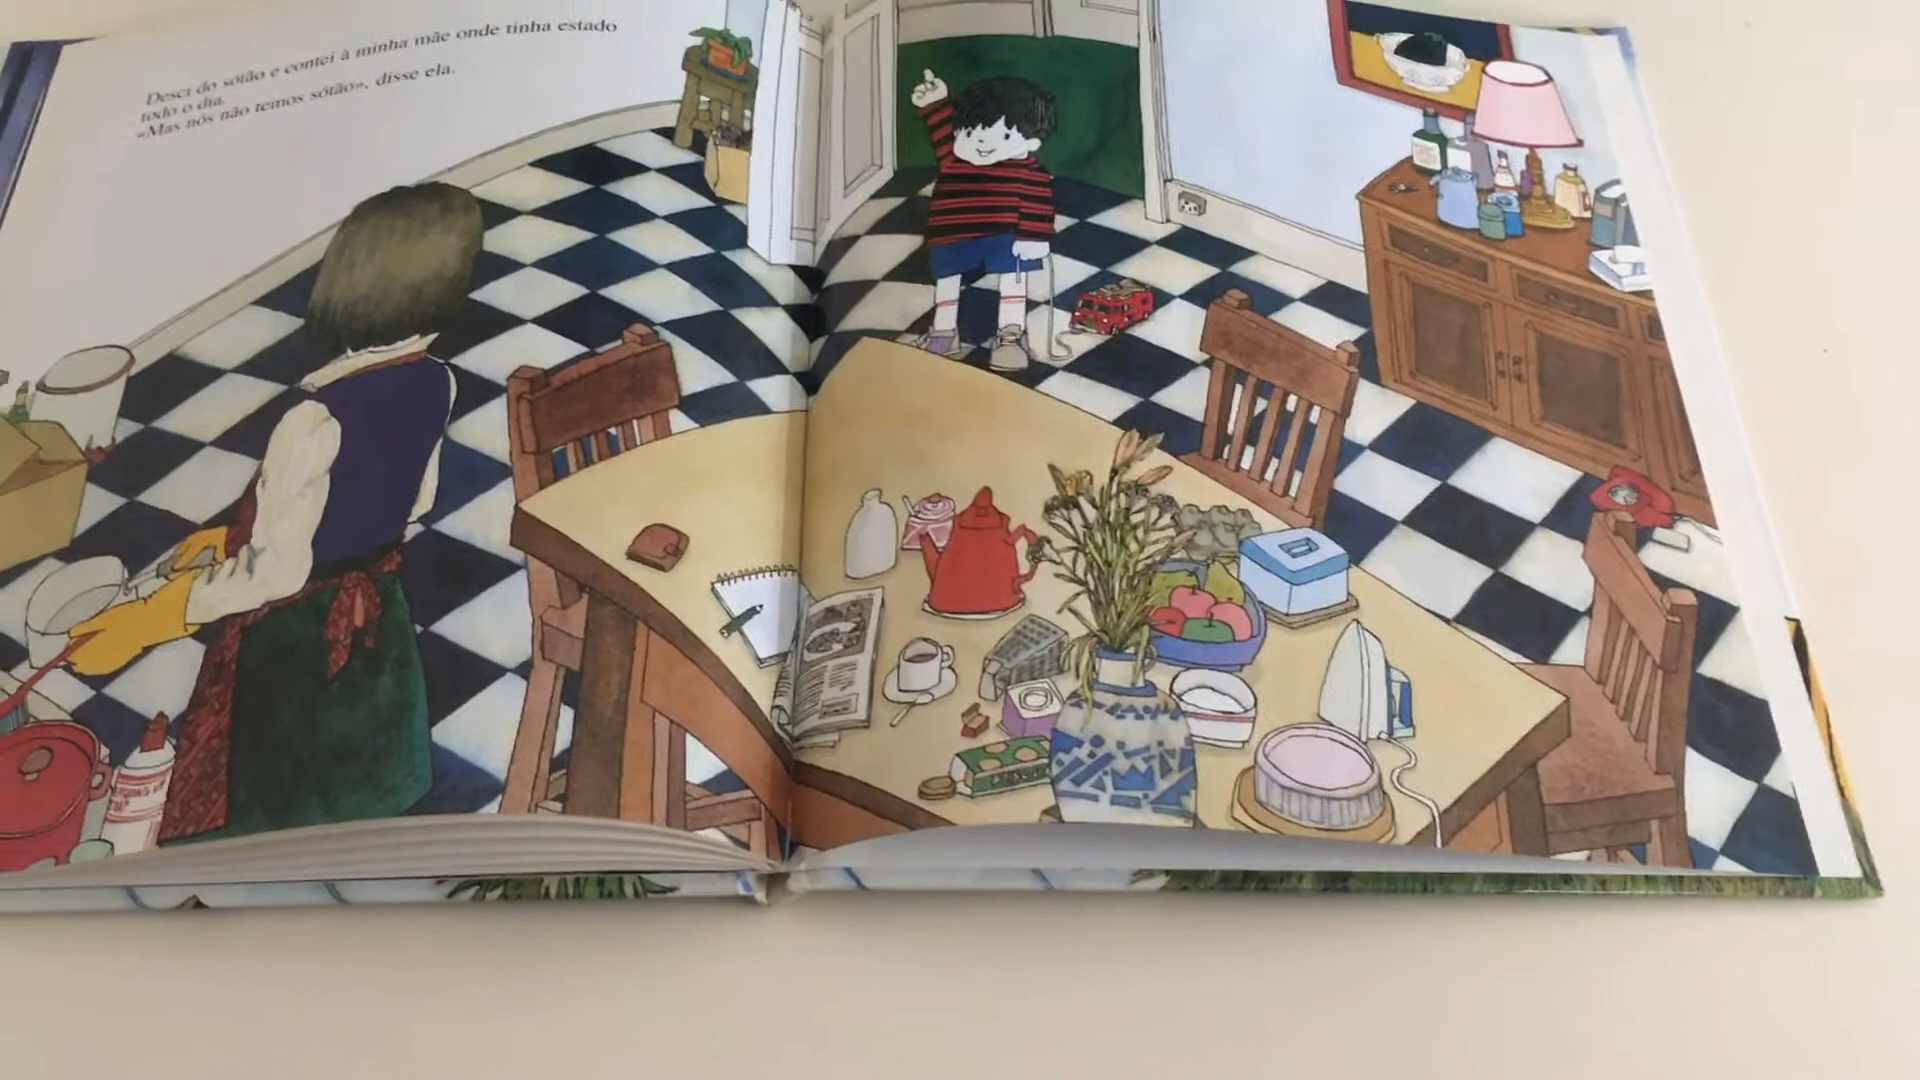 Desci do sótão e contei à minha mãe onde tinha estado
todo o dia.
«Mas nós não temos sótão», disse ela.